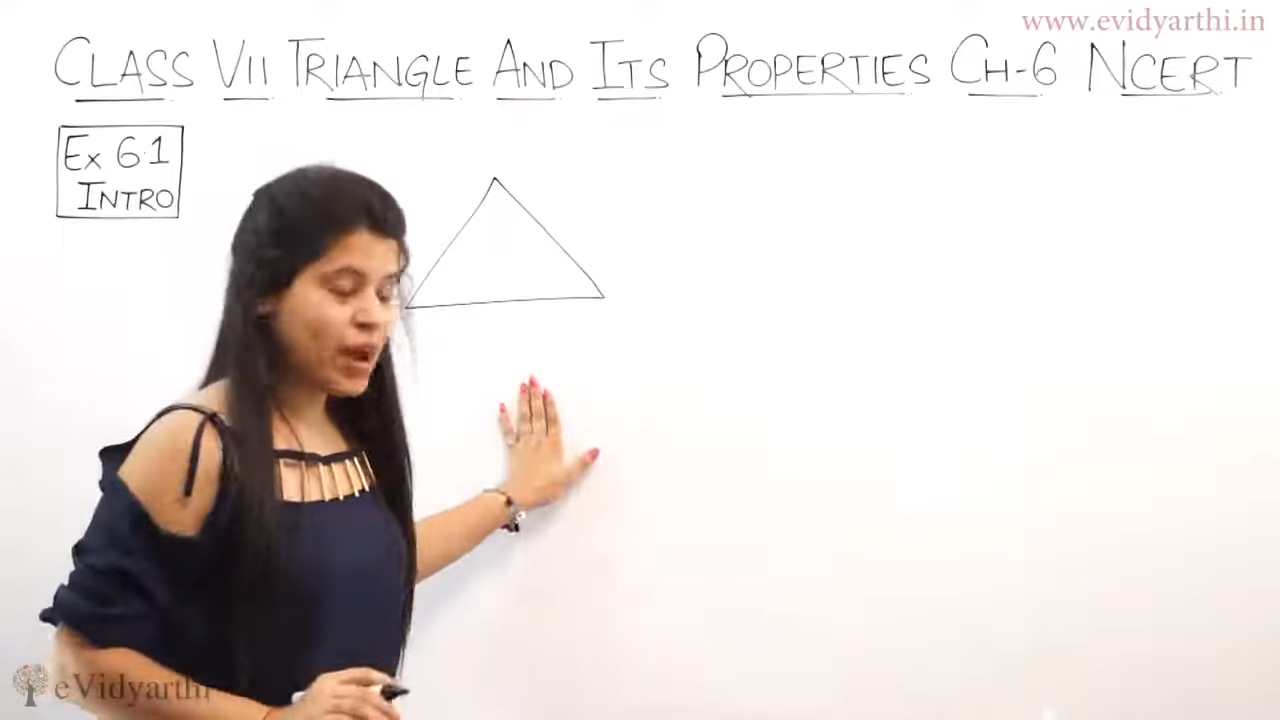 www.evidyarthi.in
CLASS VII TRIANGLE AND ITS PROPERTIES CH-6 NCERT
EX 6.1
INTRO
eVidyarthi